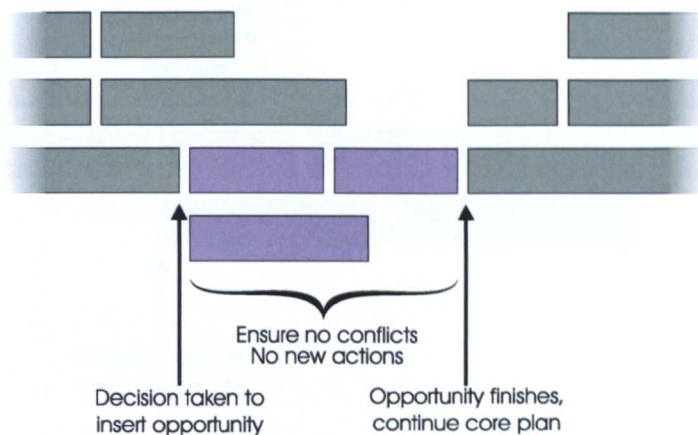 Ensure no conflicts
No new actions
Decision taken to
insert opportunity
Opportunity finishes,
continue core plan